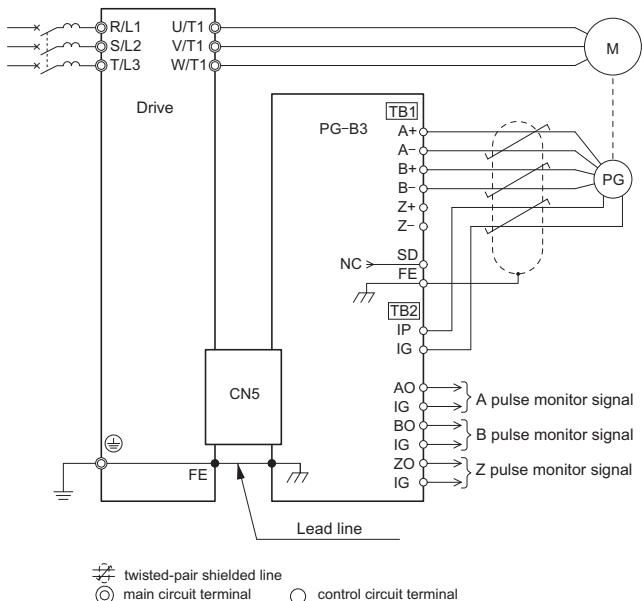 R/L1
S/L2
T/L3
U/T1
V/T1
W/T1
M
Drive
PG-B3
TB1
A+
A−
B+
B−
Z+
Z−
PG
NC
SD
FE
TB2
IP
IG
CN5
AO
IG
A pulse monitor signal
BO
IG
B pulse monitor signal
ZO
IG
Z pulse monitor signal
FE
Lead line
twisted-pair shielded line
main circuit terminal
control circuit terminal